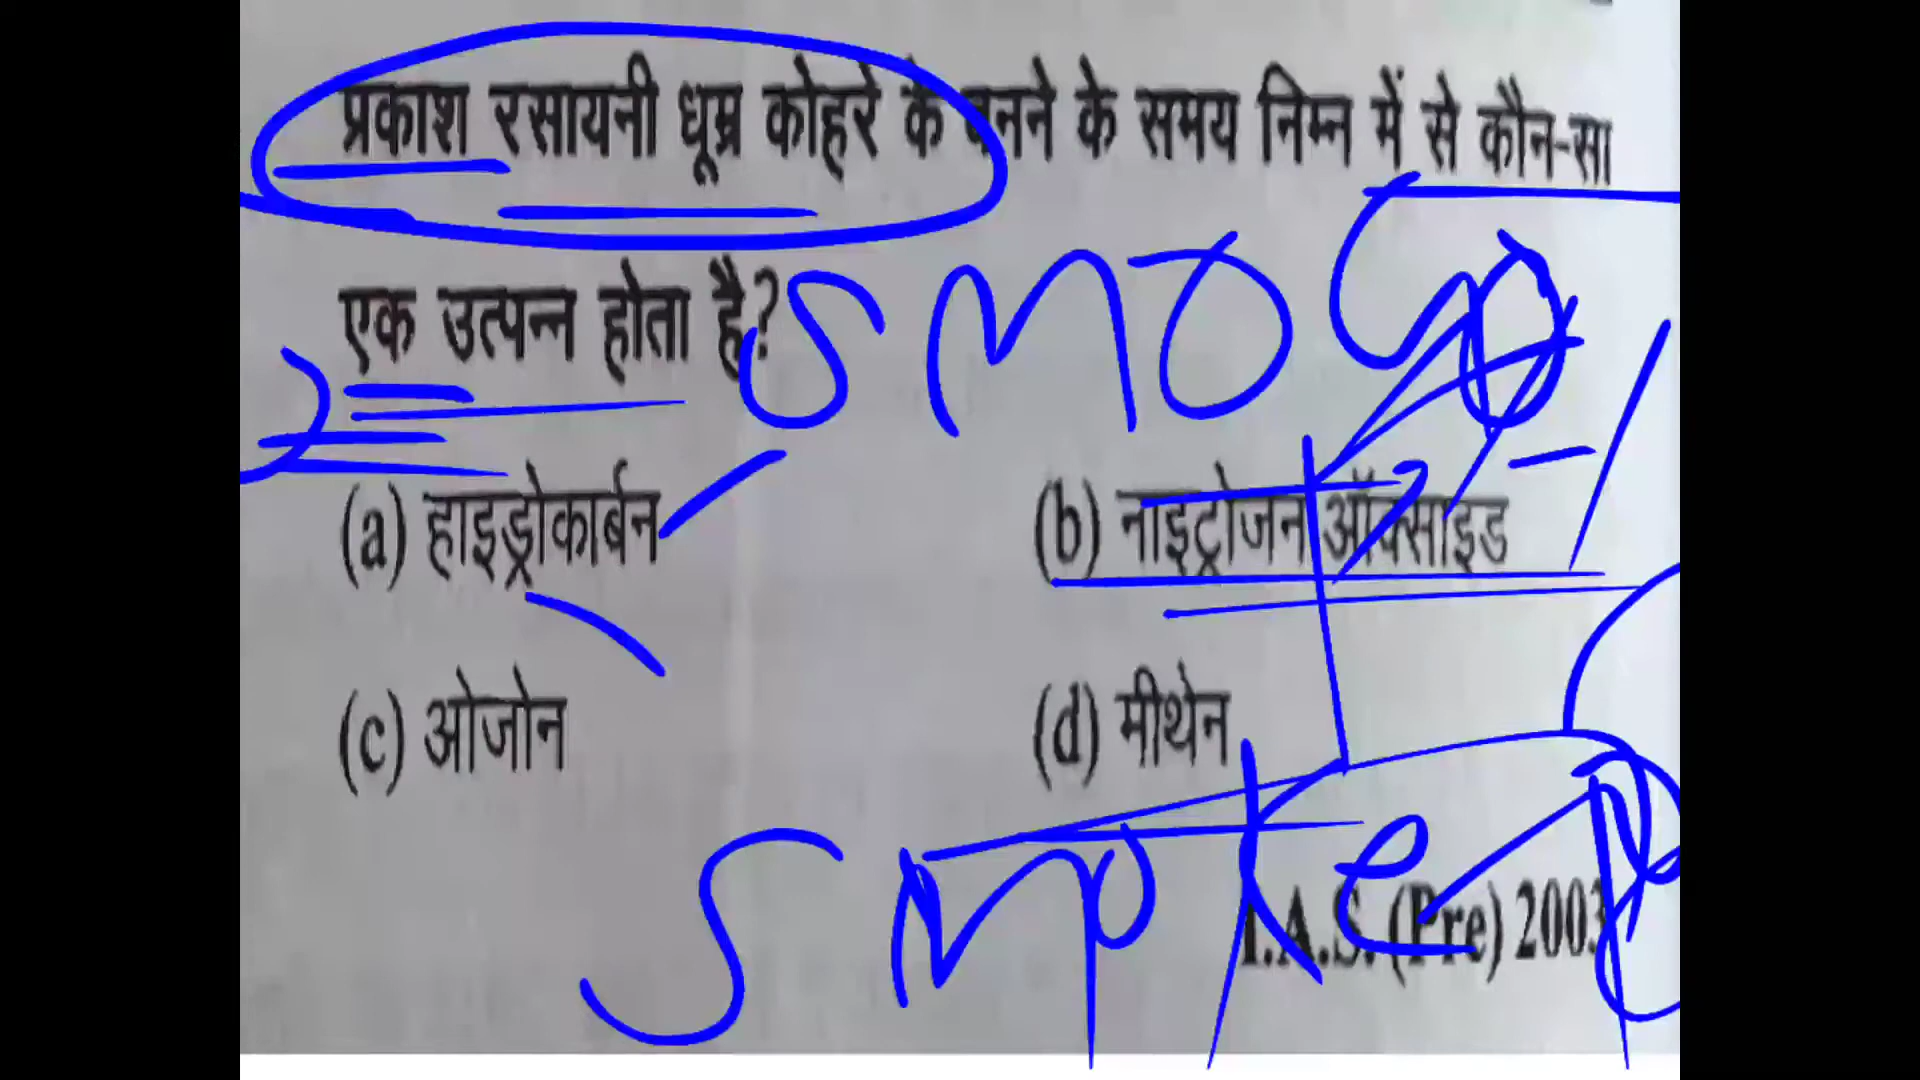 प्रकाश रसायनी धूम्र कोहरे के बनने के समय निम्न में से कौन-सा
एक उत्पन्न होता है?
SMOG
(a) हाइड्रोकार्बन (b) नाइट्रोजन ऑक्साइड
(c) ओजोन (d) मीथेन
I.A.S. (Pre) 2003